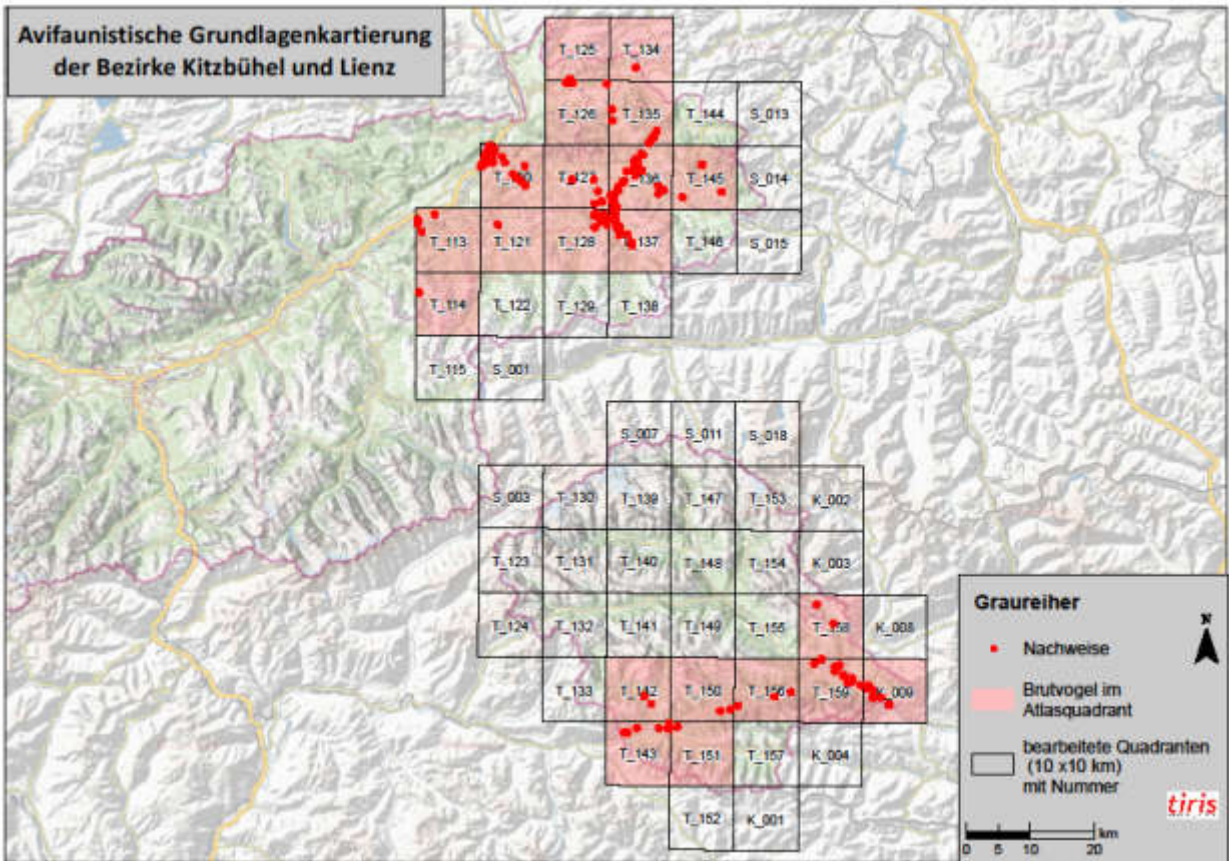 Avifaunistische Grundlagenkartierung
der Bezirke Kitzbühel und Lienz
T_125 T_134
T_126 T_135 T_144 S_013
T_127 T_136 T_145 S_014
T_113 T_121 T_128 T_137 T_146 S_015
T_114 T_122 T_129 T_138
T_115 S_001
S_007 S_011 S_018
S_003 T_130 T_139 T_147 T_153 K_002
T_123 T_131 T_140 T_148 T_154 K_003
T_124 T_132 T_141 T_149 T_155 T_158 K_008
T_133 T_142 T_150 T_156 T_159 K_009
T_143 T_151 T_157 K_004
T_152 K_001
Graureiher
N
Nachweise
Brutvogel im
Atlasquadrant
bearbeitete Quadranten
(10 x10 km)
mit Nummer
tiris
km
0 5 10 20